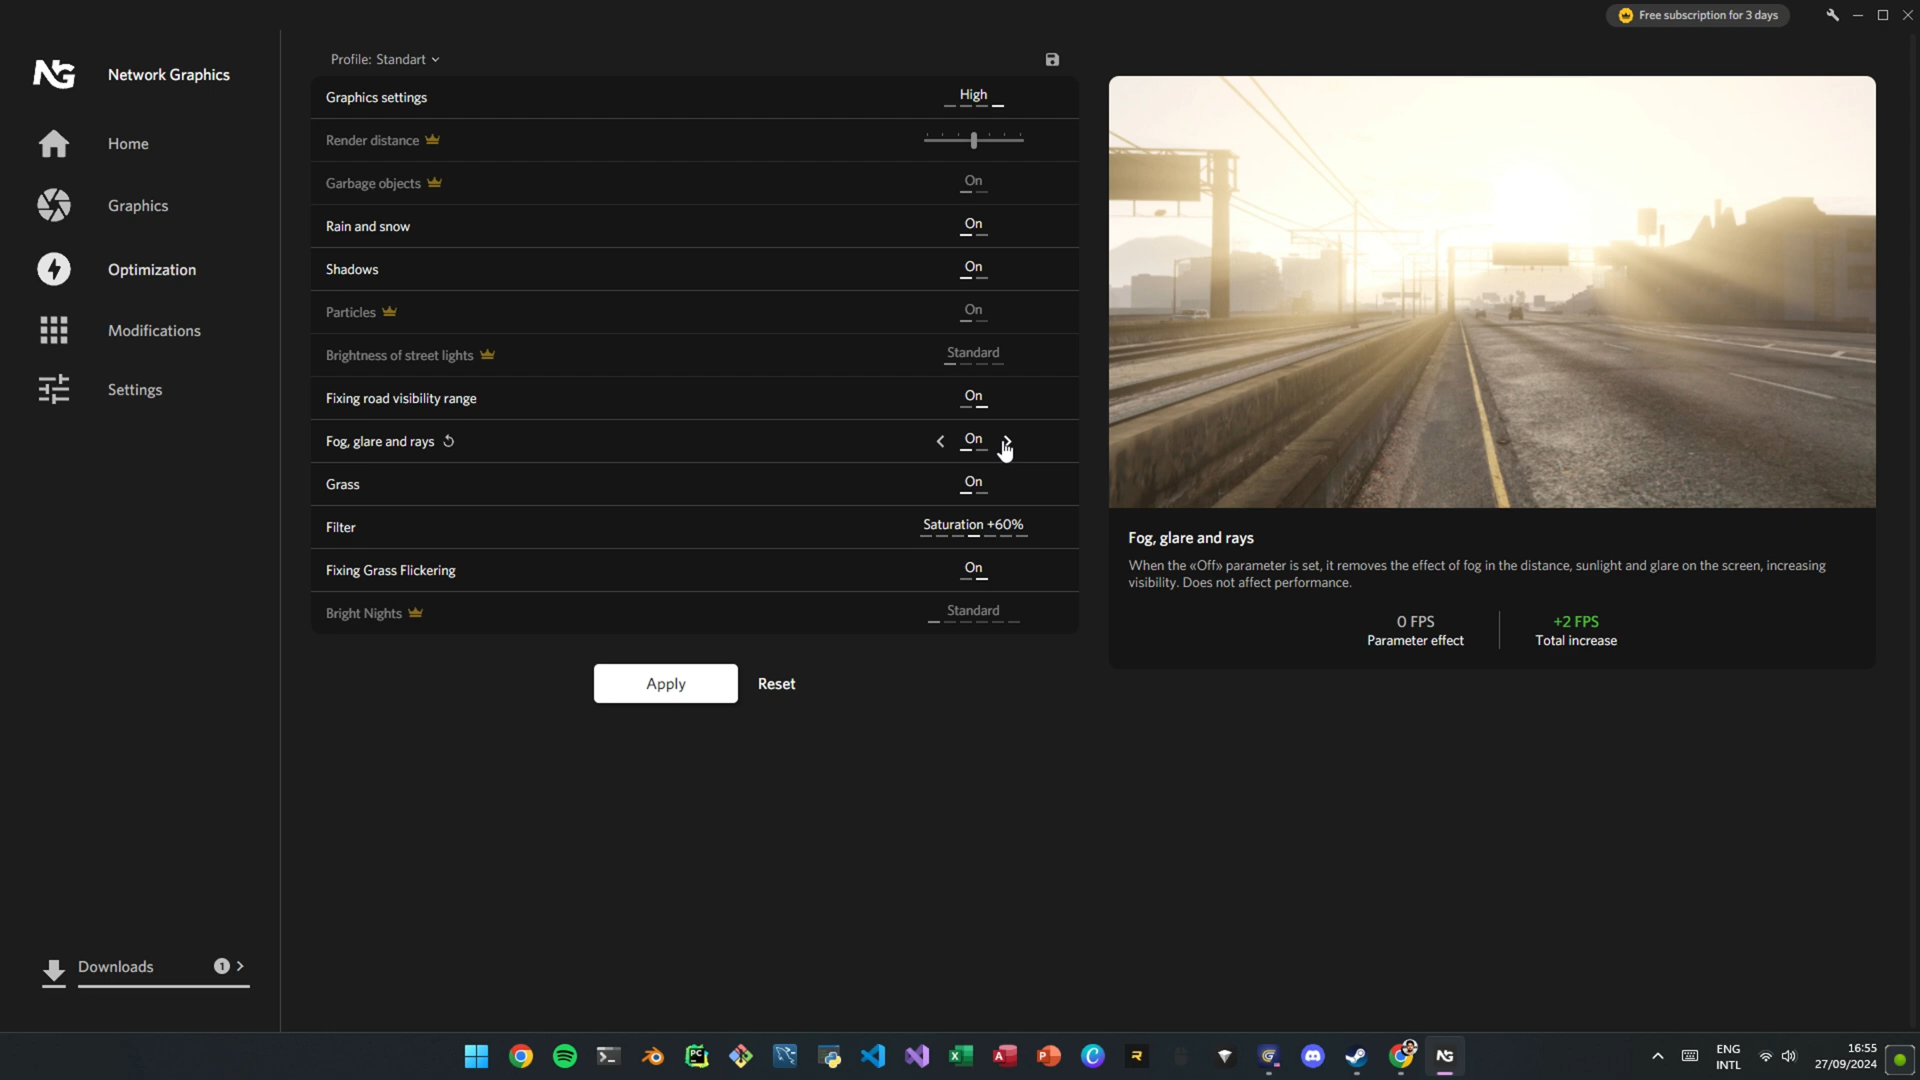 Free subscription for 3 days
NG
Network Graphics
Home
Graphics
Optimization
Modifications
Settings
Downloads
1
Profile: Standart
Graphics settings
High
Render distance
Garbage objects
On
Rain and snow
On
Shadows
On
Particles
On
Brightness of street lights
Standard
Fixing road visibility range
On
Fog, glare and rays
On
Grass
On
Filter
Saturation +60%
Fixing Grass Flickering
On
Bright Nights
Standard
Apply
Reset
Fog, glare and rays
When the «Off» parameter is set, it removes the effect of fog in the distance, sunlight and glare on the screen, increasing
visibility. Does not affect performance.
0 FPS
Parameter effect
+2 FPS
Total increase
PC
X
A
P
C
R
NG
ENG
INTL
16:55
27/09/2024